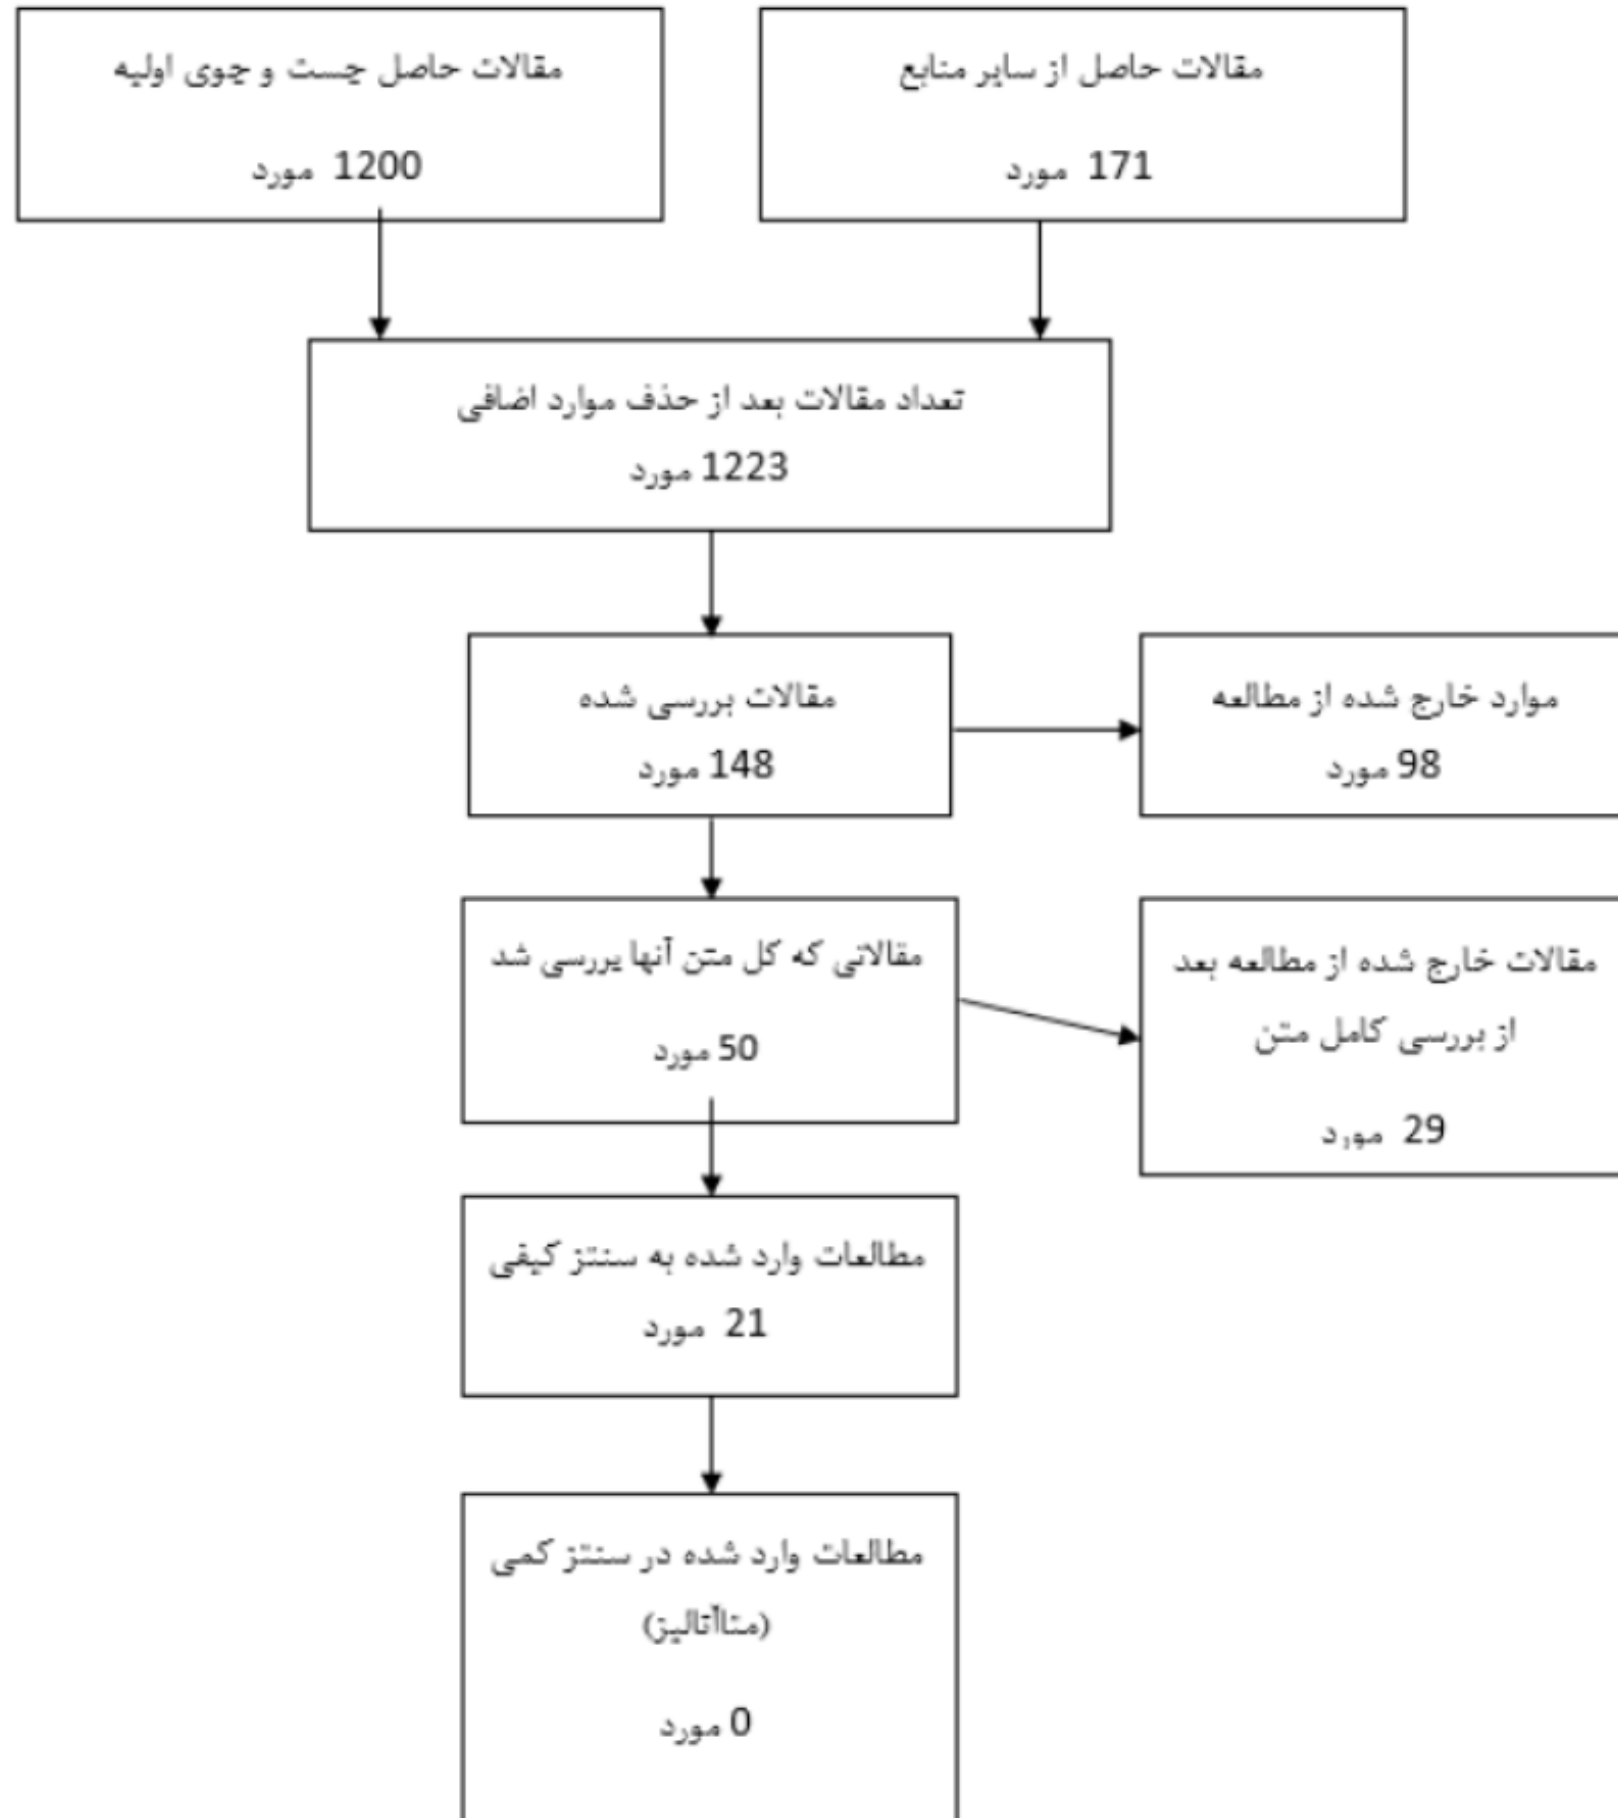 مقالات حاصل جست و جوی اولیه
1200 مورد
مقالات حاصل از سایر منابع
171 مورد
تعداد مقالات بعد از حذف موارد اضافی
1223 مورد
مقالات بررسی شده
148 مورد
موارد خارج شده از مطالعه
98 مورد
مقالاتی که کل متن آنها بررسی شد
50 مورد
مقالات خارج شده از مطالعه بعد
از بررسی کامل متن
29 مورد
مطالعات وارد شده به سنتز کیفی
21 مورد
مطالعات وارد شده در سنتز کمی
(متاآنالیز)
0 مورد